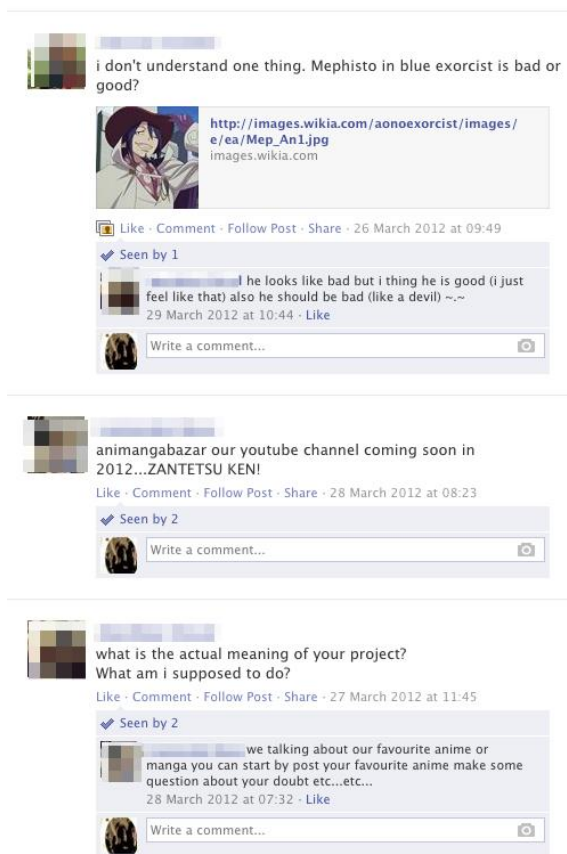 i don't understand one thing. Mephisto in blue exorcist is bad or
good?
http://images.wikia.com/aonoexorcist/images/
e/ea/Mep_An1.jpg
images.wikia.com
Like · Comment · Follow Post · Share · 26 March 2012 at 09:49
Seen by 1
he looks like bad but i thing he is good (i just
feel like that) also he should be bad (like a devil) ~.~
29 March 2012 at 10:44 · Like
Write a comment...
animangabazar our youtube channel coming soon in
2012...ZANTETSU KEN!
Like · Comment · Follow Post · Share · 28 March 2012 at 08:23
Seen by 2
Write a comment...
what is the actual meaning of your project?
What am i supposed to do?
Like · Comment · Follow Post · Share · 27 March 2012 at 11:45
Seen by 2
we talking about our favourite anime or
manga you can start by post your favourite anime make some
question about your doubt etc...etc...
28 March 2012 at 07:32 · Like
Write a comment...